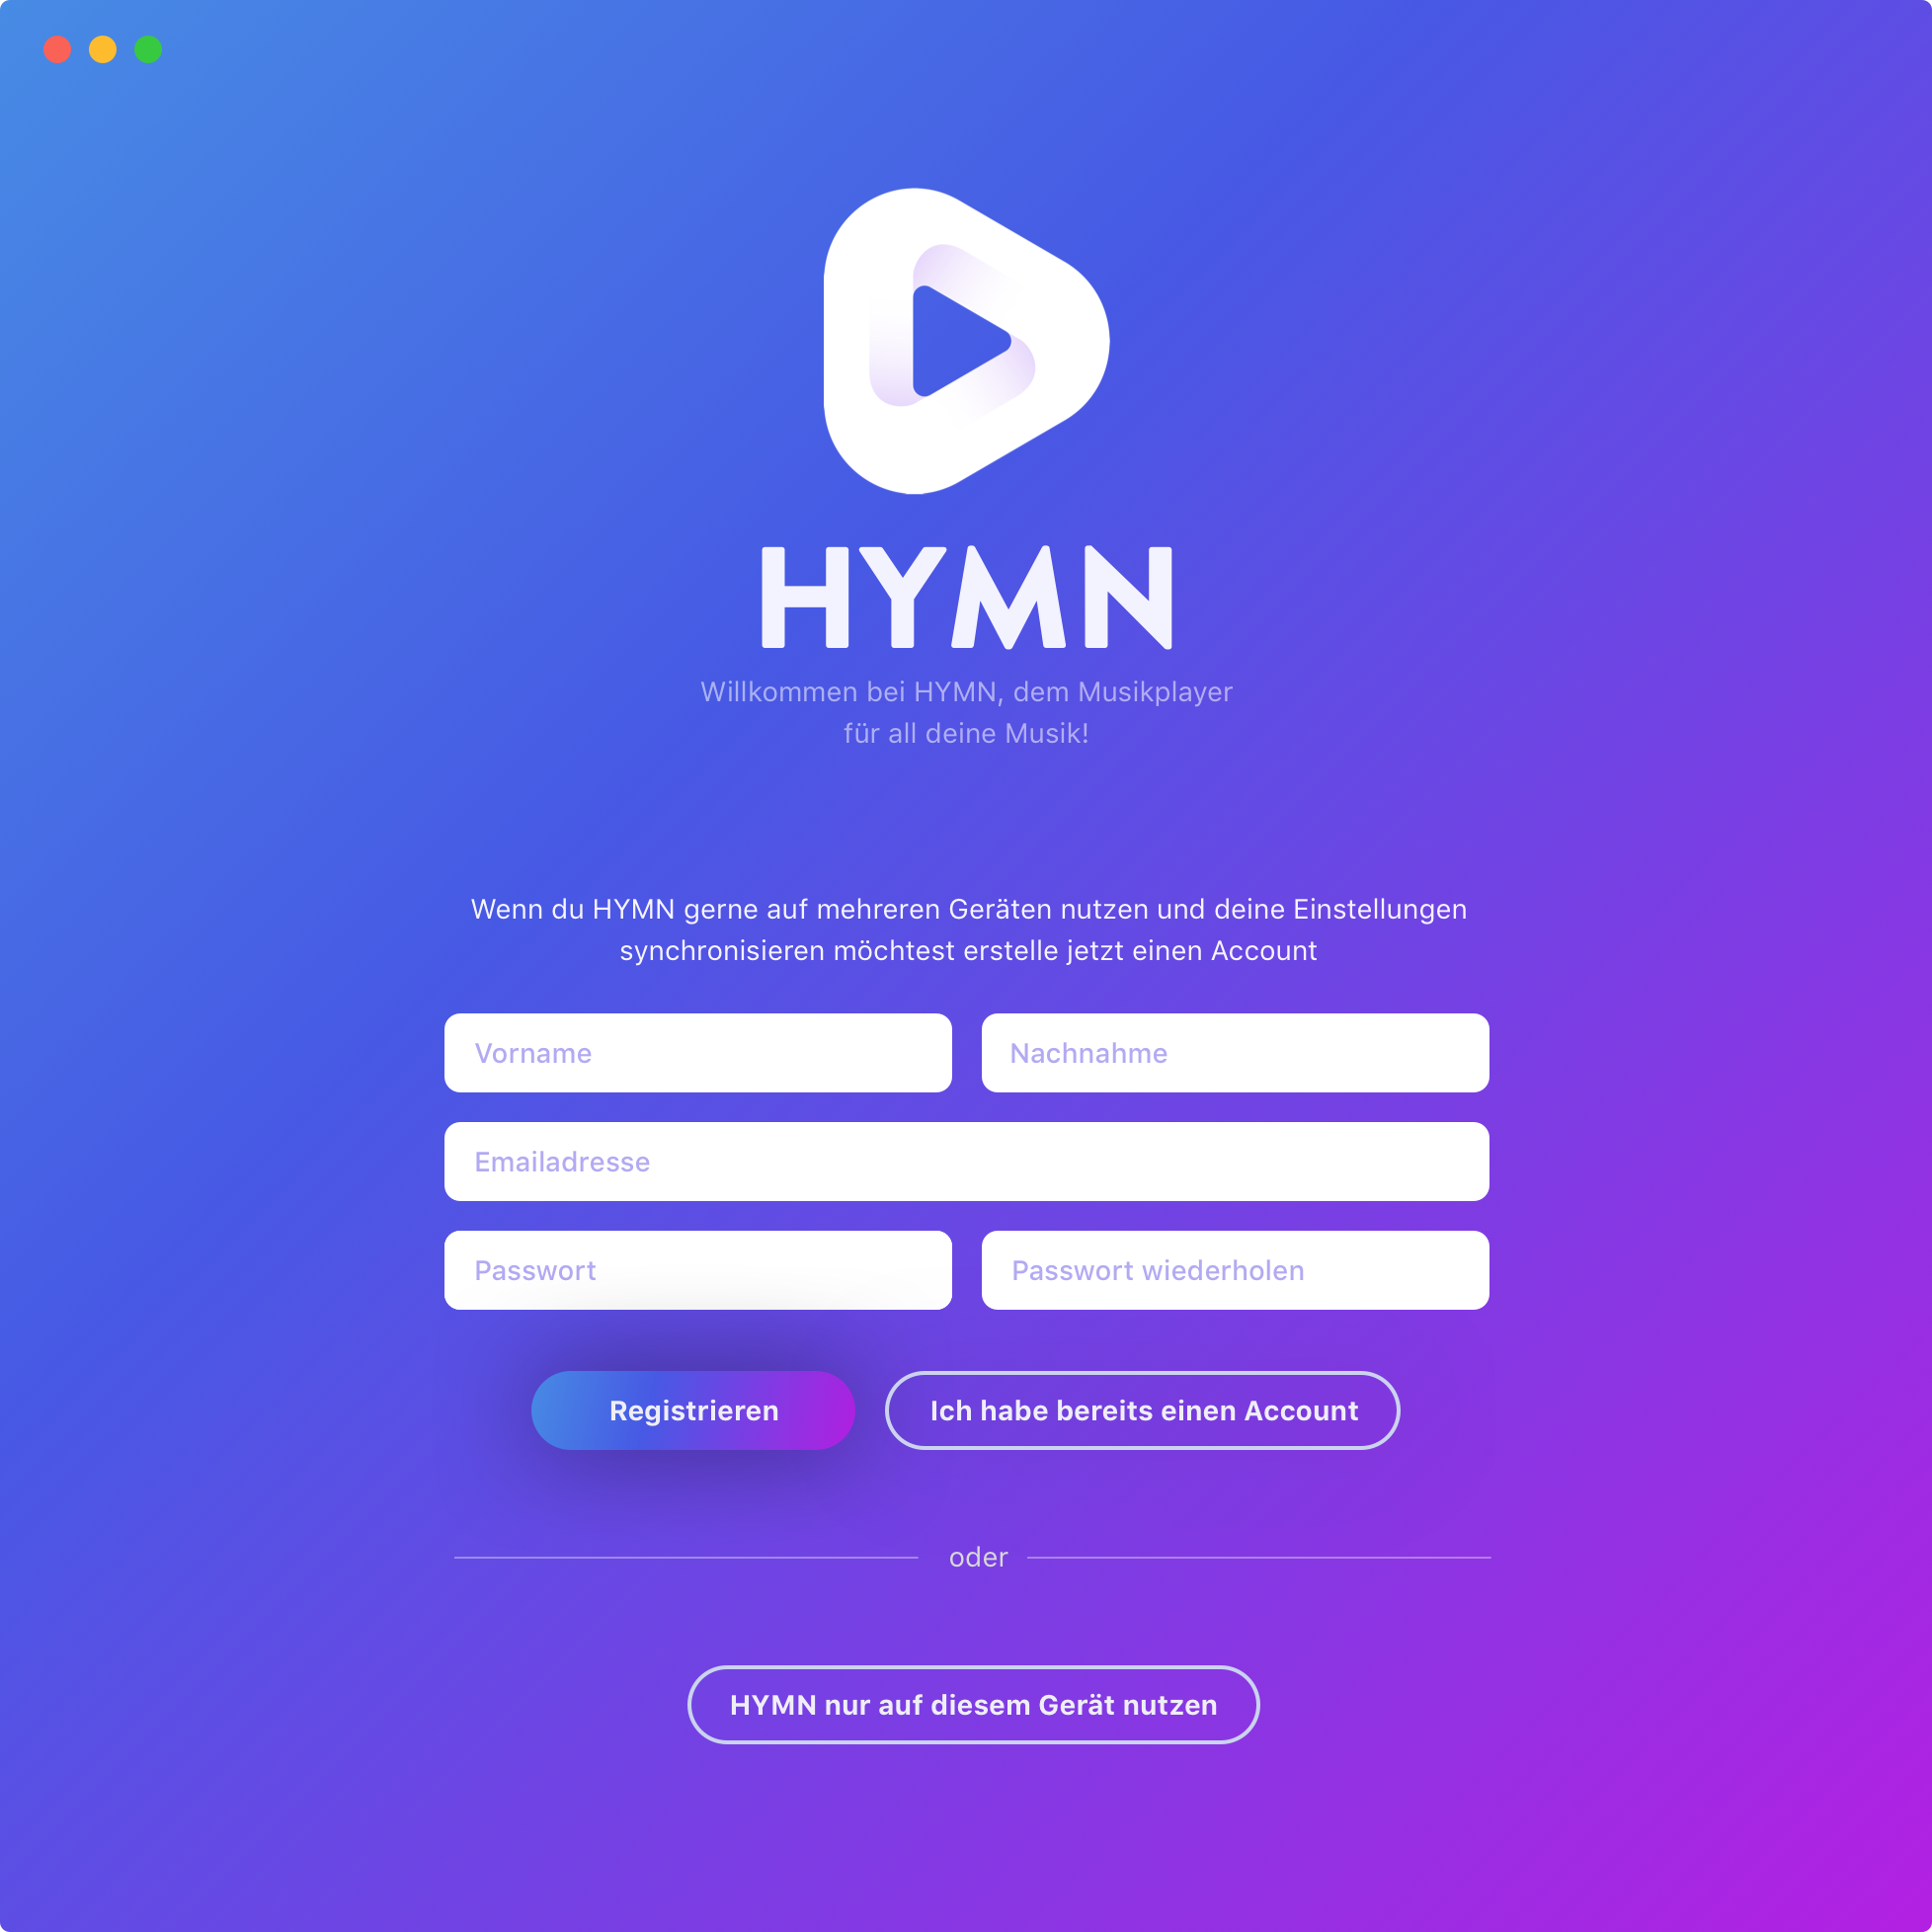 HYMN
Willkommen bei HYMN, dem Musikplayer
für all deine Musik!
Wenn du HYMN gerne auf mehreren Geräten nutzen und deine Einstellungen
synchronisieren möchtest erstelle jetzt einen Account
Vorname
Nachnahme
Emailadresse
Passwort
Passwort wiederholen
Registrieren
Ich habe bereits einen Account
oder
HYMN nur auf diesem Gerät nutzen